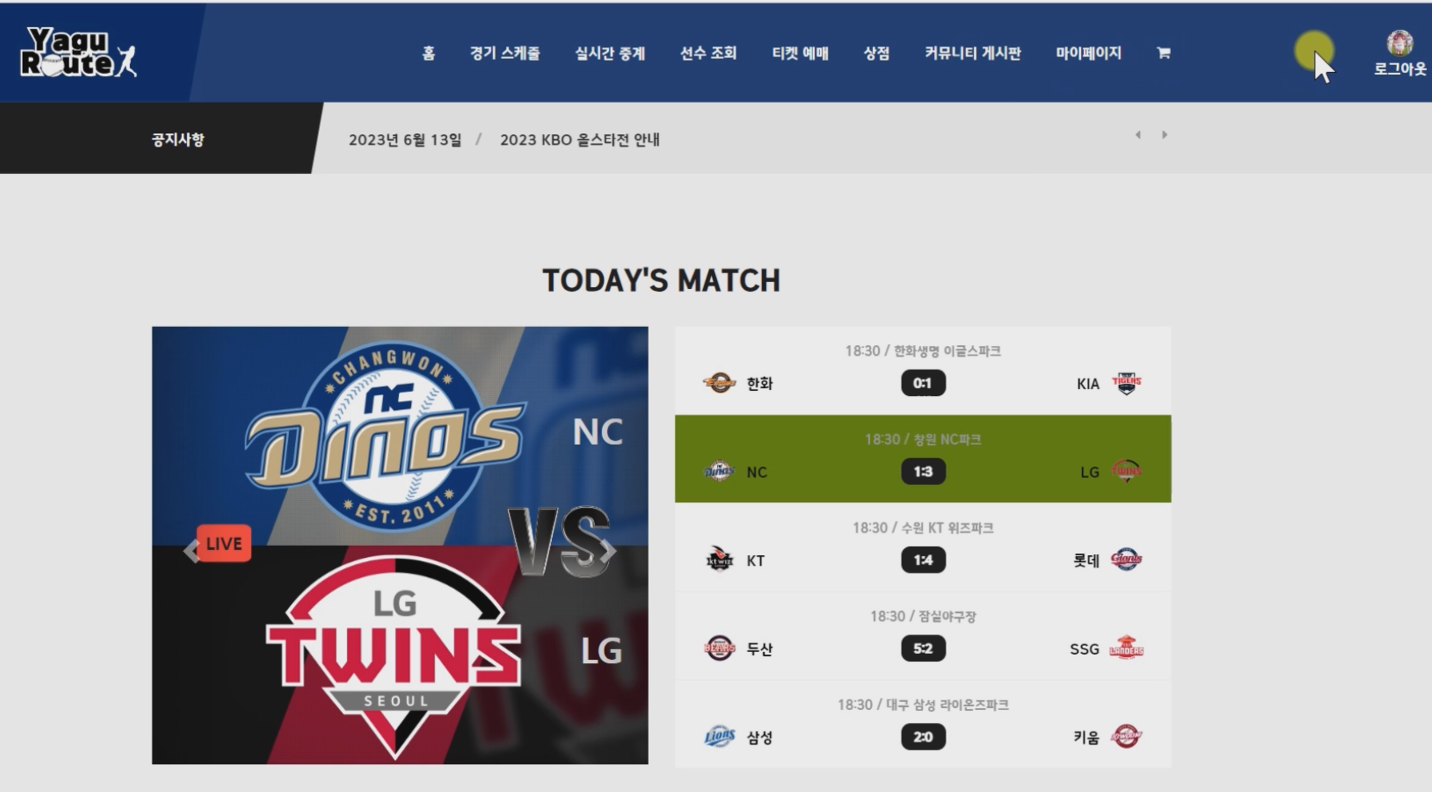 Yagu
Route
홈 경기 스케줄 실시간 중계 선수 조회 티켓 예매 상점 커뮤니티 게시판 마이페이지
로그아웃
공지사항
2023년 6월 13일 / 2023 KBO 올스타전 안내
TODAY'S MATCH
CHANGWON
NC
DINOS
EST. 2011
NC
LIVE
VS
LG
TWINS
SEOUL
LG
18:30 / 한화생명 이글스파크
한화 0:1 KIA TIGERS
18:30 / 창원 NC파크
NC 1:3 LG
18:30 / 수원 KT 위즈파크
KT 1:4 롯데 Giants
18:30 / 잠실야구장
BEARS 두산 5:2 SSG LANDERS
18:30 / 대구 삼성 라이온즈파크
Lions 삼성 2:0 키움